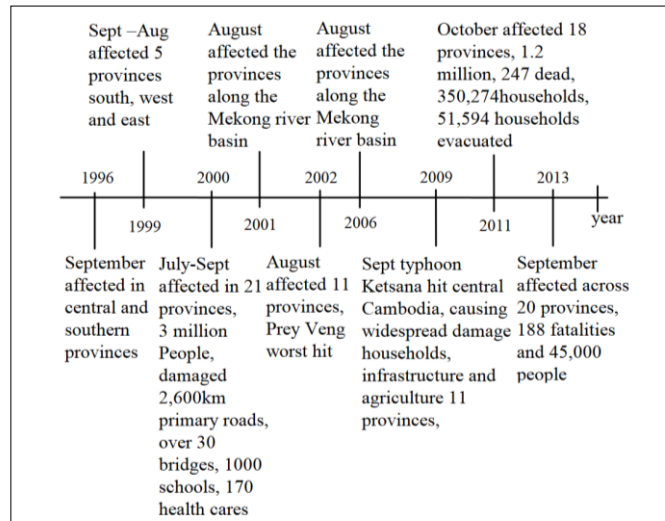 Sept –Aug
affected 5
provinces
south, west
and east
August
affected the
provinces
along the
Mekong river
basin
August
affected the
provinces
along the
Mekong
river basin
October affected 18
provinces, 1.2
million, 247 dead,
350,274households,
51,594 households
evacuated
1996
2000
2002
2009
2013
1999
2001
2006
2011
year
September
affected in
central and
southern
provinces
July-Sept
affected in 21
provinces,
3 million
People,
damaged
2,600km
primary roads,
over 30
bridges, 1000
schools, 170
health cares
August
affected 11
provinces,
Prey Veng
worst hit
Sept typhoon
Ketsana hit central
Cambodia, causing
widespread damage
households,
infrastructure and
agriculture 11
provinces,
September
affected across
20 provinces,
188 fatalities
and 45,000
people